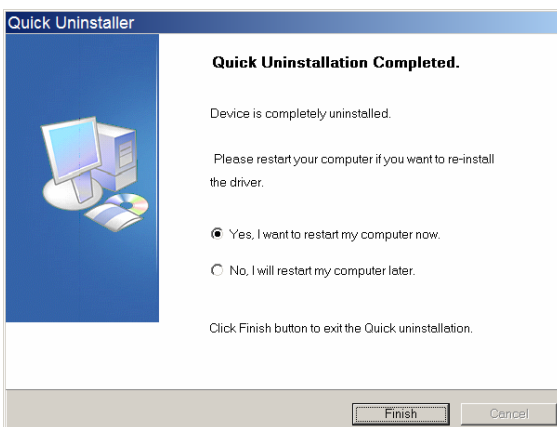 Quick Uninstaller
Quick Uninstallation Completed.
Device is completely uninstalled.
Please restart your computer if you want to re-install
the driver.
Yes, I want to restart my computer now.
No, I will restart my computer later.
Click Finish button to exit the Quick uninstallation.
Finish
Cancel